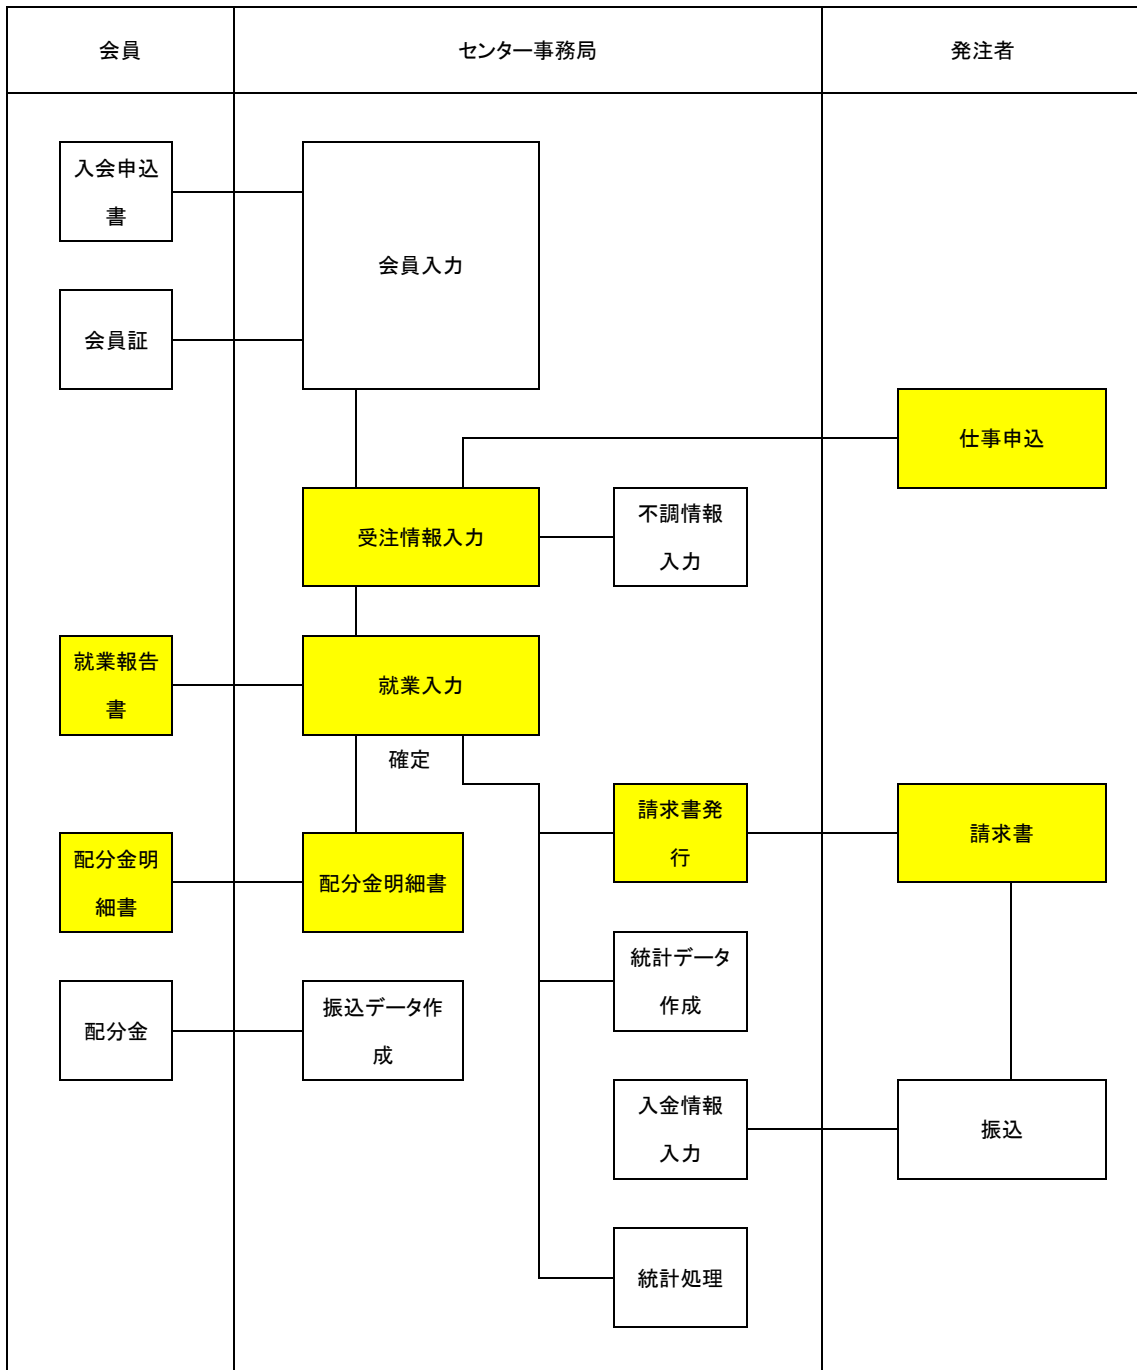 会員
センター事務局
発注者
入会申込
書
会員入力
会員証
仕事申込
受注情報入力
不調情報
入力
就業報告
書
就業入力
確定
請求書発
行
請求書
配分金明
細書
配分金明細書
統計データ
作成
配分金
振込データ作
成
入金情報
入力
振込
統計処理